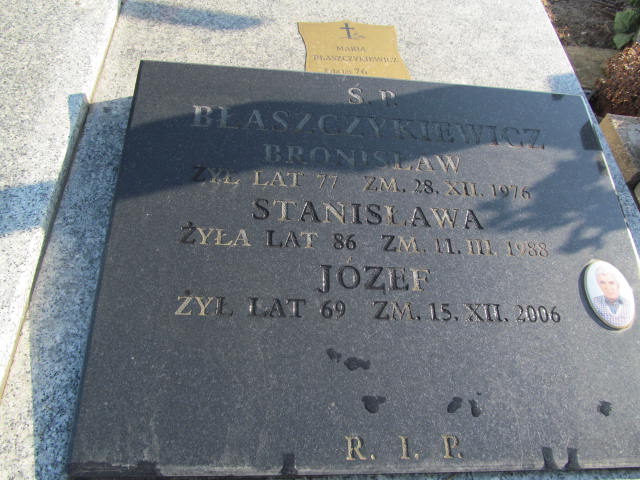 MARIA
BŁASZCZYKIEWICZ
Ś. P.
BŁASZCZYKIEWICZ
BRONISŁAW
ŻYŁ LAT 77 ZM. 28. XII. 1976
STANISŁAWA
ŻYŁA LAT 86 ZM. 11. III. 1988
JÓZEF
ŻYŁ LAT 69 ZM. 15. XII. 2006
R. I. P.